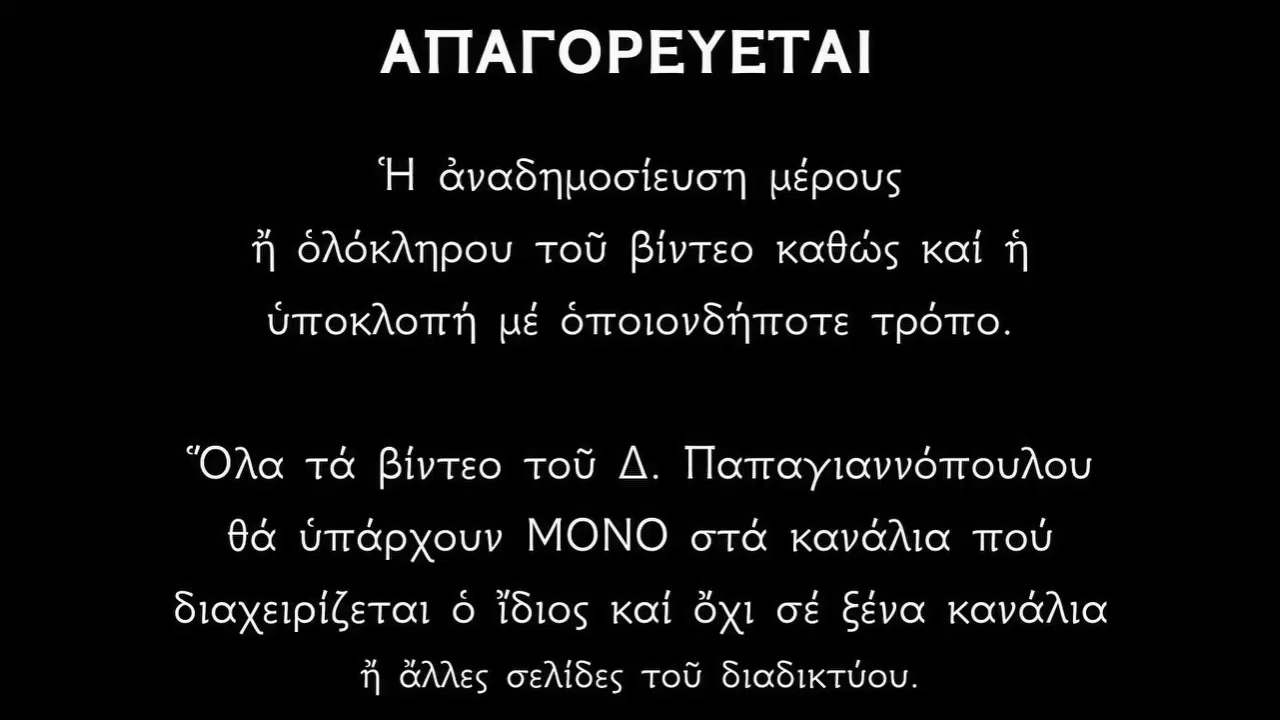 ΑΠΑΓΟΡΕΥΕΤΑΙ
Ἡ ἀναδημοσίευση μέρους
ἤ ὁλόκληρου τοῦ βίντεο καθώς καί ἡ
ὑποκλοπή μέ ὁποιονδήποτε τρόπο.
Ὅλα τά βίντεο τοῦ Δ. Παπαγιαννόπουλου
θά ὑπάρχουν ΜΟΝΟ στά κανάλια πού
διαχειρίζεται ὁ ἴδιος καί ὄχι σέ ξένα κανάλια
ἤ ἄλλες σελίδες τοῦ διαδικτύου.